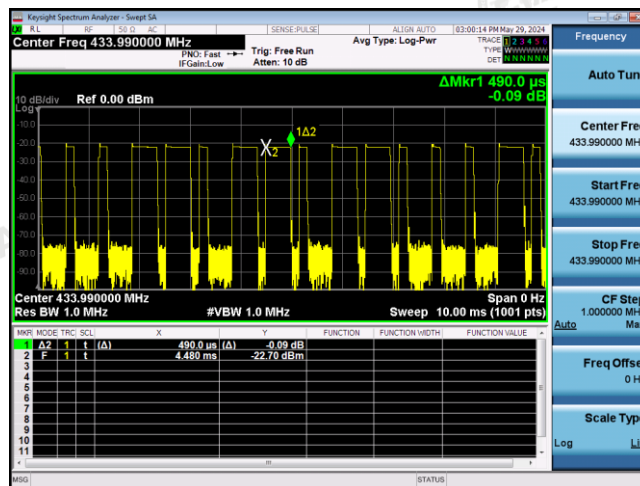 Keysight Spectrum Analyzer - Swept SA
RL RF 50 Ω AC SENSE:PULSE ALIGN AUTO 03:00:14 PM May 29, 2024
Center Freq 433.990000 MHz
PNO: Fast
IFGain:Low
Trig: Free Run
Atten: 10 dB
Avg Type: Log-Pwr
TRACE 1 2 3 4 5 6
TYPE WWWWWW
DET N N N N N N
ΔMkr1 490.0 µs
-0.09 dB
10 dB/div Ref 0.00 dBm
Log
-10.0
-20.0
-30.0
-40.0
-50.0
-60.0
-70.0
-80.0
-90.0
X2
1Δ2
Center 433.990000 MHz Span 0 Hz
Res BW 1.0 MHz #VBW 1.0 MHz Sweep 10.00 ms (1001 pts)
MKR MODE TRC SCL X Y FUNCTION FUNCTION WIDTH FUNCTION VALUE
1 Δ2 1 t (Δ) 490.0 µs (Δ) -0.09 dB
2 F 1 t 4.480 ms -22.70 dBm
3
4
5
6
7
8
9
10
11
MSG STATUS
Frequency
Auto Tun
Center Fre
433.990000 MH
Start Fre
433.990000 MH
Stop Fre
433.990000 MH
CF Ste
1.000000 MH
Auto Ma
Freq Offse
0 H
Scale Typ
Log Li